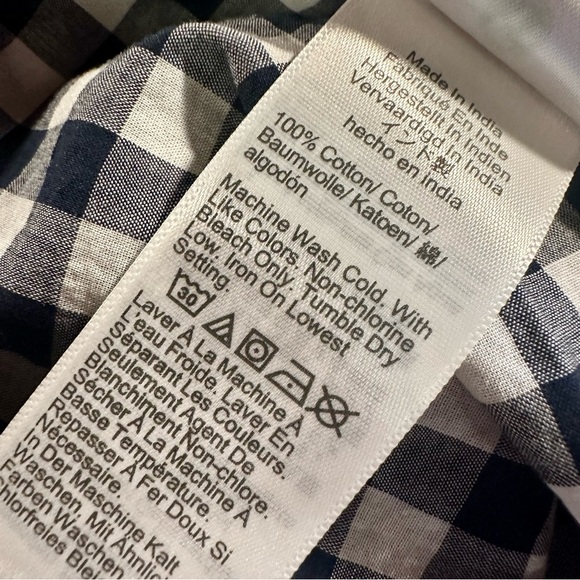 Made In India
Fabriqué En Inde
Hergestellt In Indien
Vervaardigd in India
インド製
hecho en India
100% Cotton/ Coton/
Baumwolle/ Katoen/ 綿/
algodón
Machine Wash Cold, With
Like Colors, Non-chlorine
Bleach Only, Tumble Dry
Low, Iron On Lowest
Setting
30
Laver À La Machine À
L'eau Froide, Laver En
Séparant Les Couleurs.
Seulement Agent De
Blanchiment Non-chlore.
Sécher À La Machine À
Basse Température.
Repasser À Fer Doux Si
Nécessaire.
In Der Maschine Kalt
Waschen, Mit Ähnlich
Farben Waschen
chlorfreies Blei